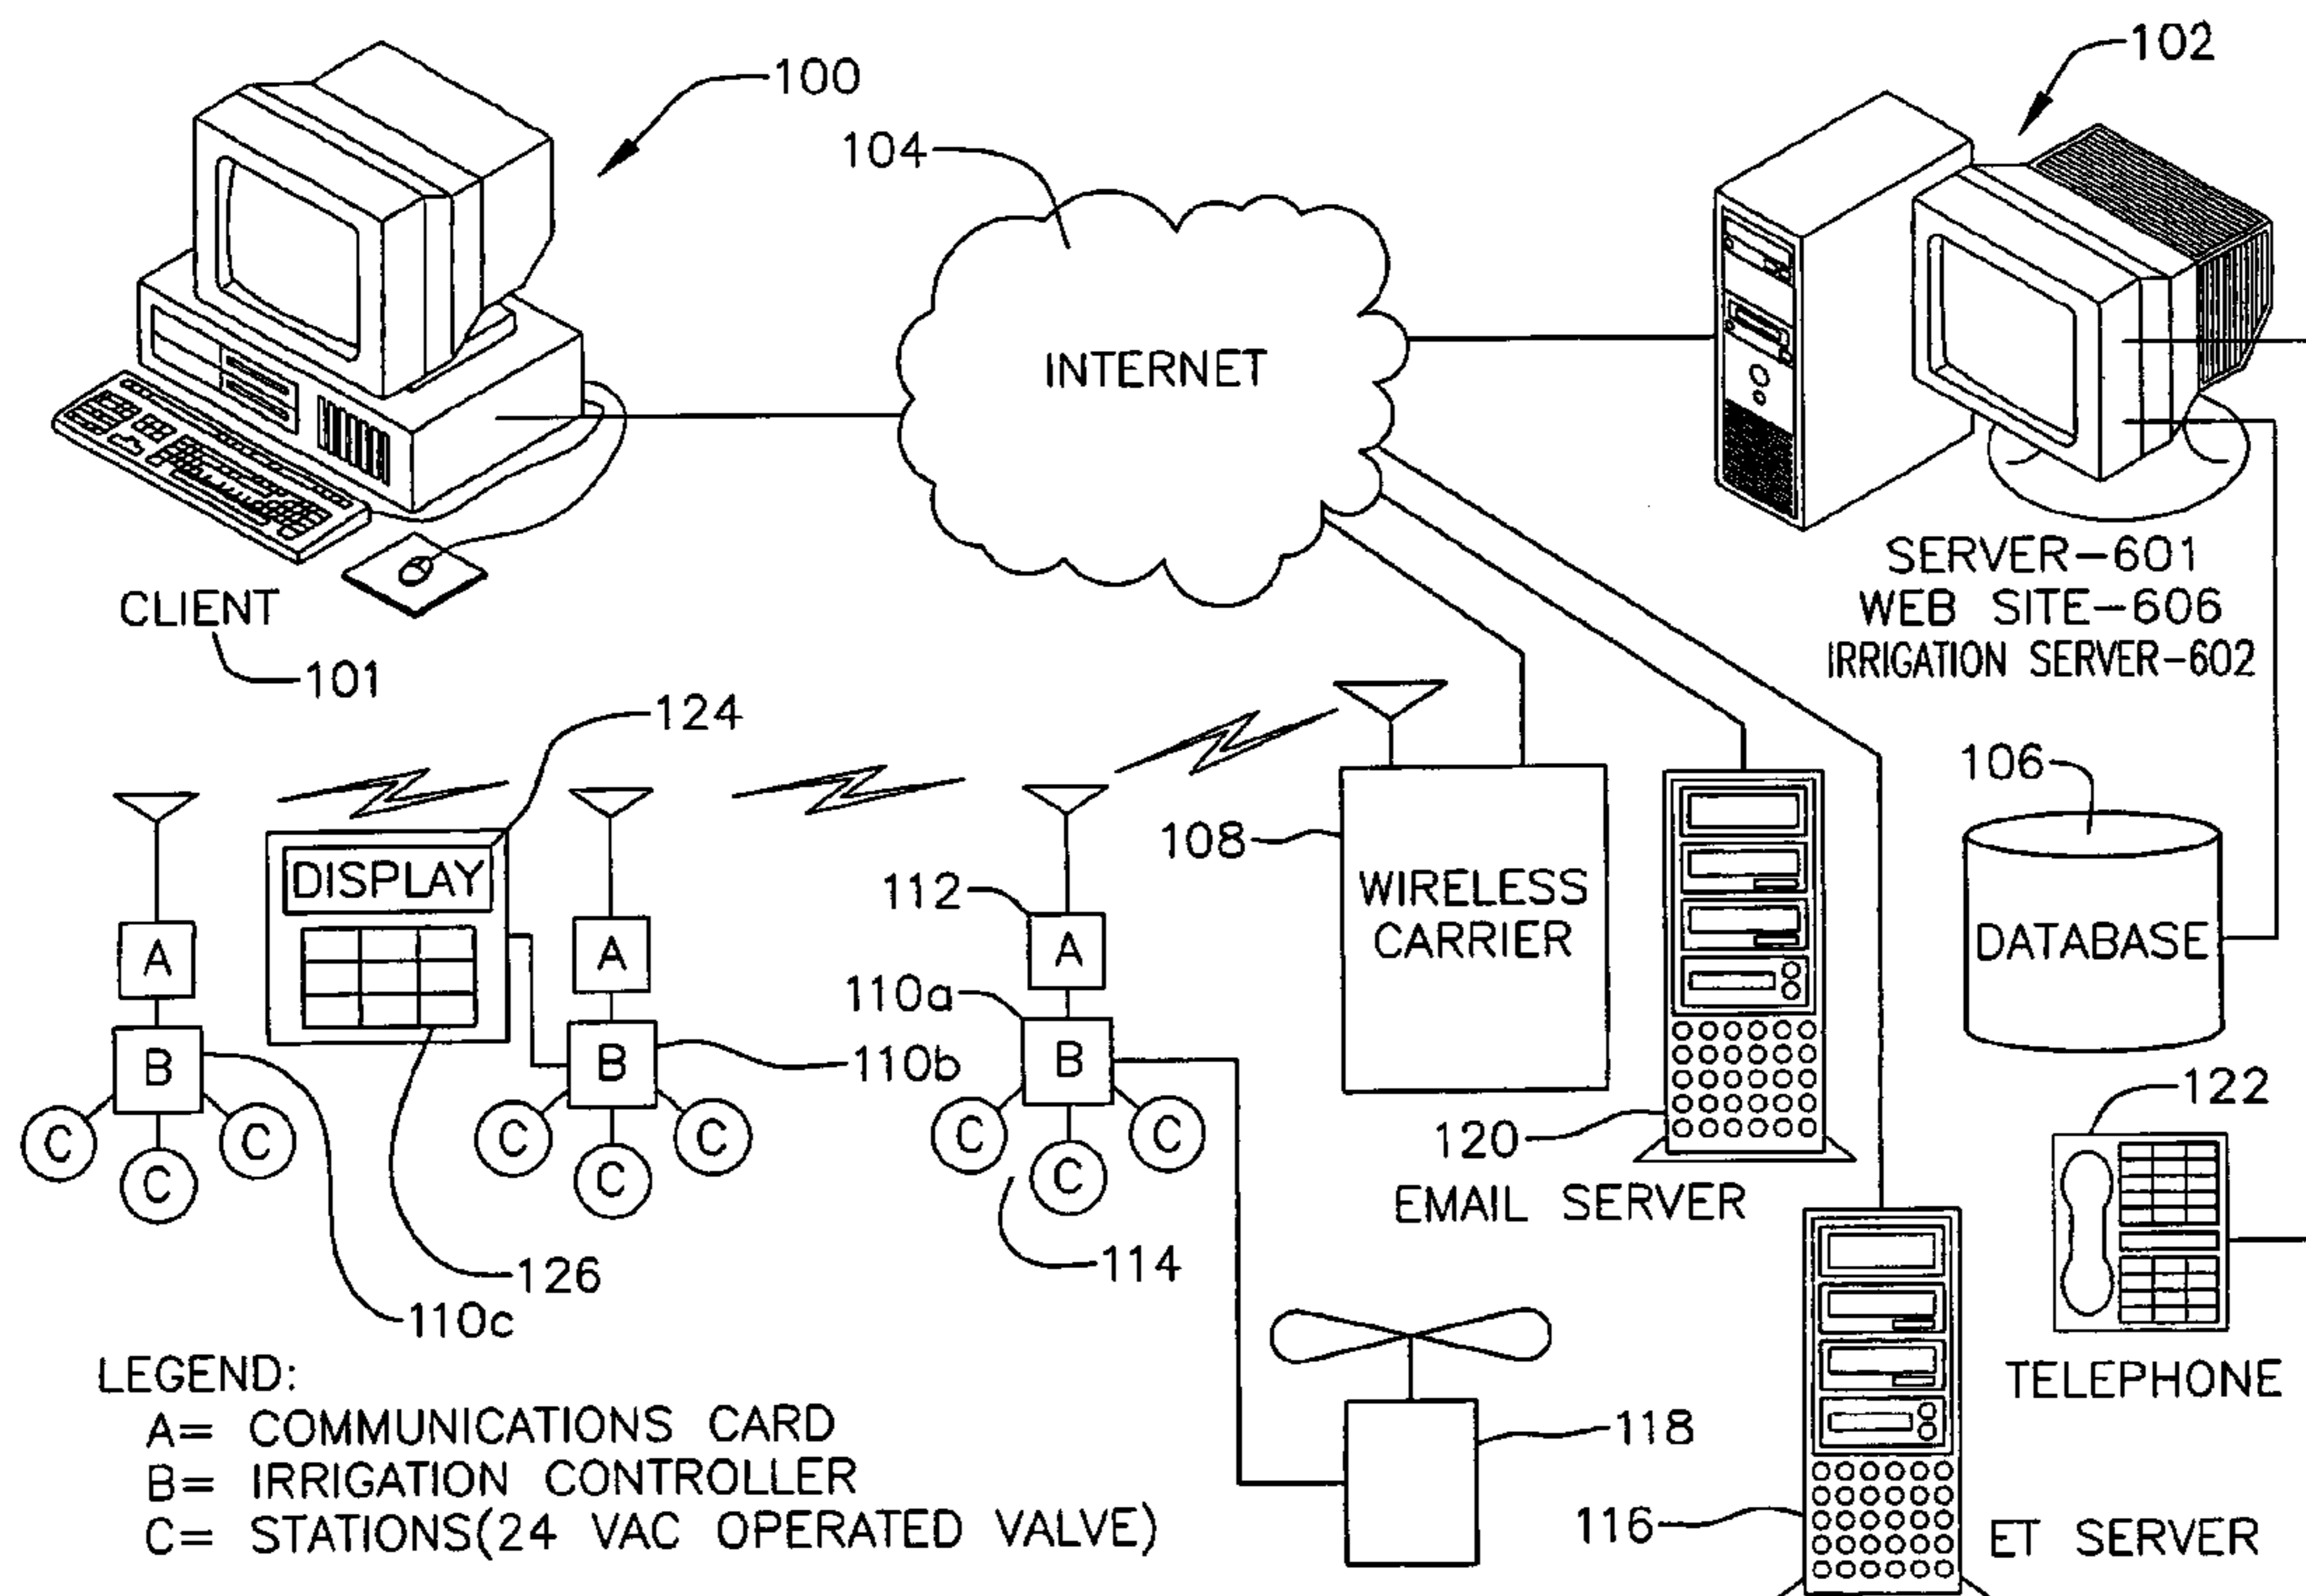 100
102
104
INTERNET
CLIENT
101
SERVER-601
WEB SITE-606
IRRIGATION SERVER-602
124
106
108
DISPLAY
WIRELESS
CARRIER
112
A
A
A
DATABASE
110a
B
B
B
110b
122
C
C
C
C
C
C
C
C
C
120
EMAIL SERVER
114
126
110c
TELEPHONE
118
LEGEND:
A= COMMUNICATIONS CARD
B= IRRIGATION CONTROLLER
C= STATIONS(24 VAC OPERATED VALVE)
116
ET SERVER